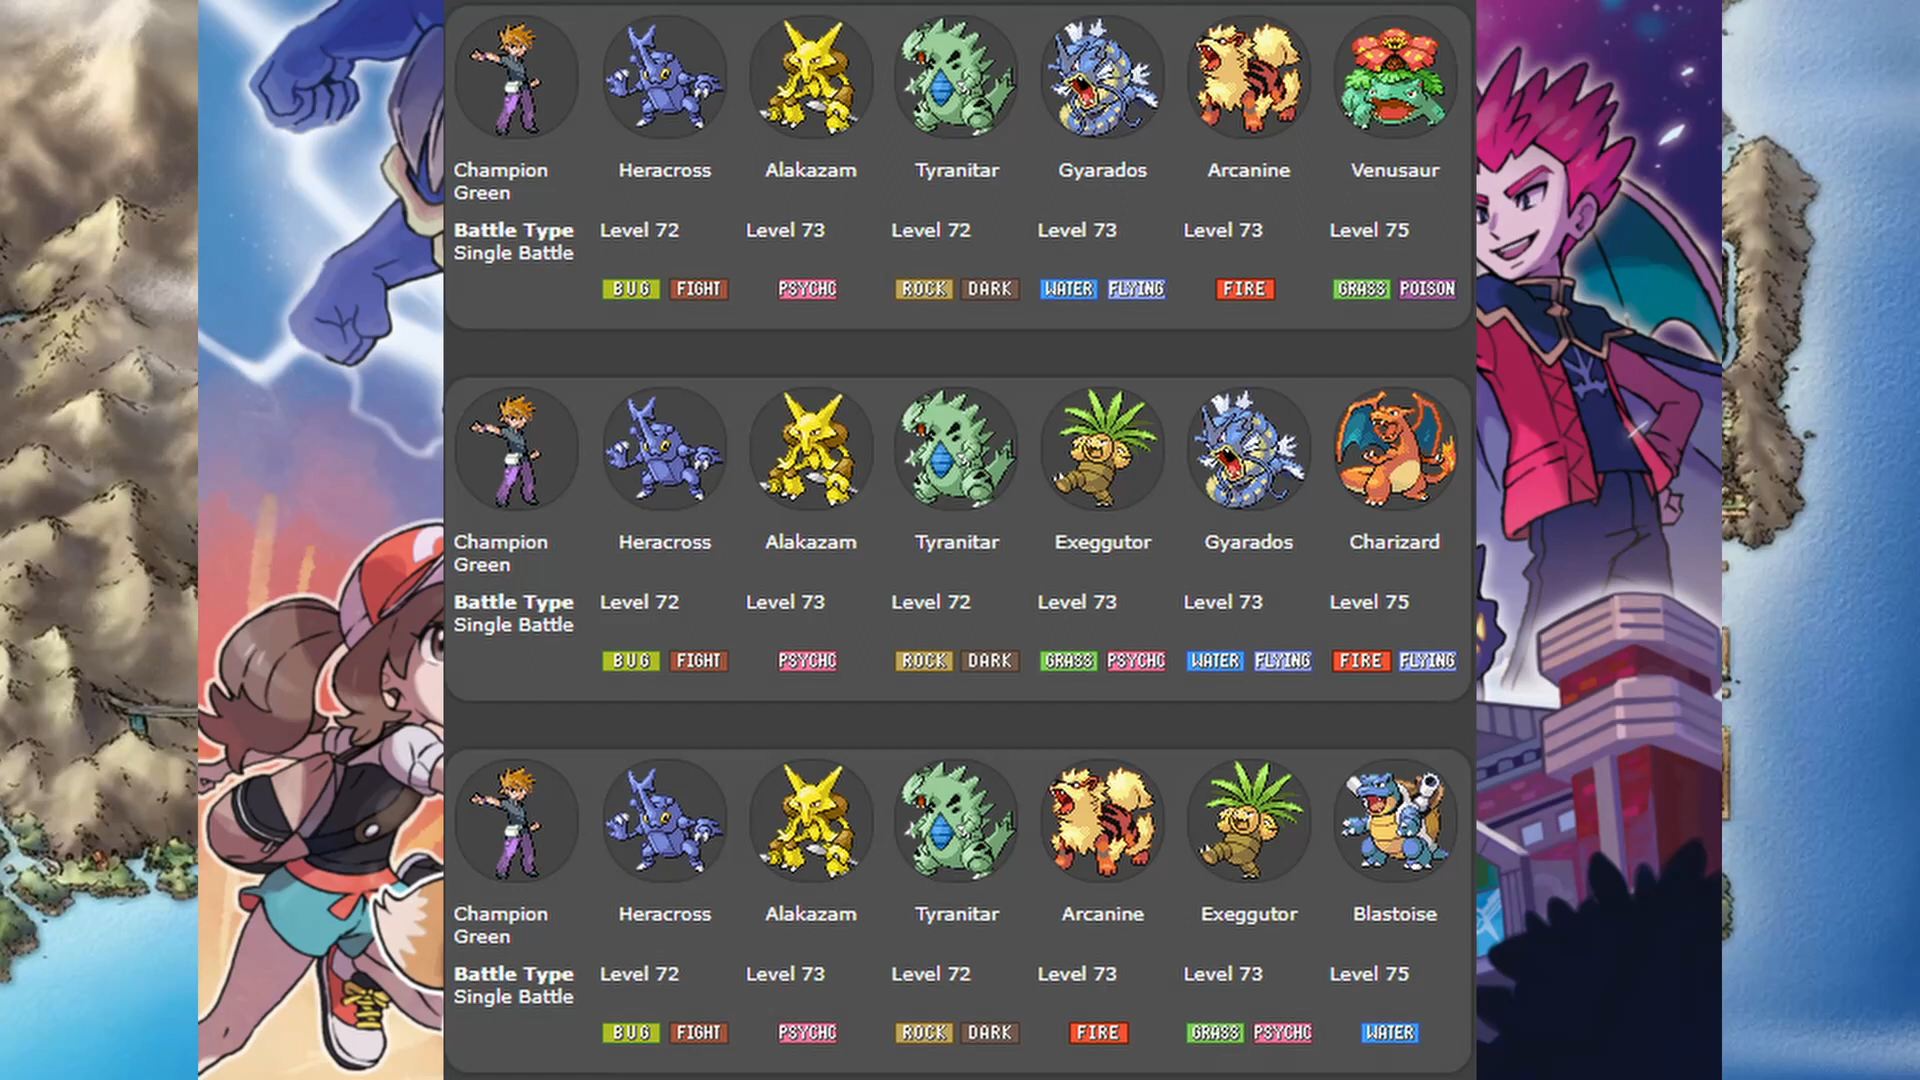 Champion Green
Heracross Alakazam Tyranitar Gyarados Arcanine Venusaur
Battle Type Single Battle
Level 72 Level 73 Level 72 Level 73 Level 73 Level 75
BUG FIGHT PSYCHC ROCK DARK WATER FLYING FIRE GRASS POISON
Champion Green
Heracross Alakazam Tyranitar Exeggutor Gyarados Charizard
Battle Type Single Battle
Level 72 Level 73 Level 72 Level 73 Level 73 Level 75
BUG FIGHT PSYCHC ROCK DARK GRASS PSYCHC WATER FLYING FIRE FLYING
Champion Green
Heracross Alakazam Tyranitar Arcanine Exeggutor Blastoise
Battle Type Single Battle
Level 72 Level 73 Level 72 Level 73 Level 73 Level 75
BUG FIGHT PSYCHC ROCK DARK FIRE GRASS PSYCHC WATER